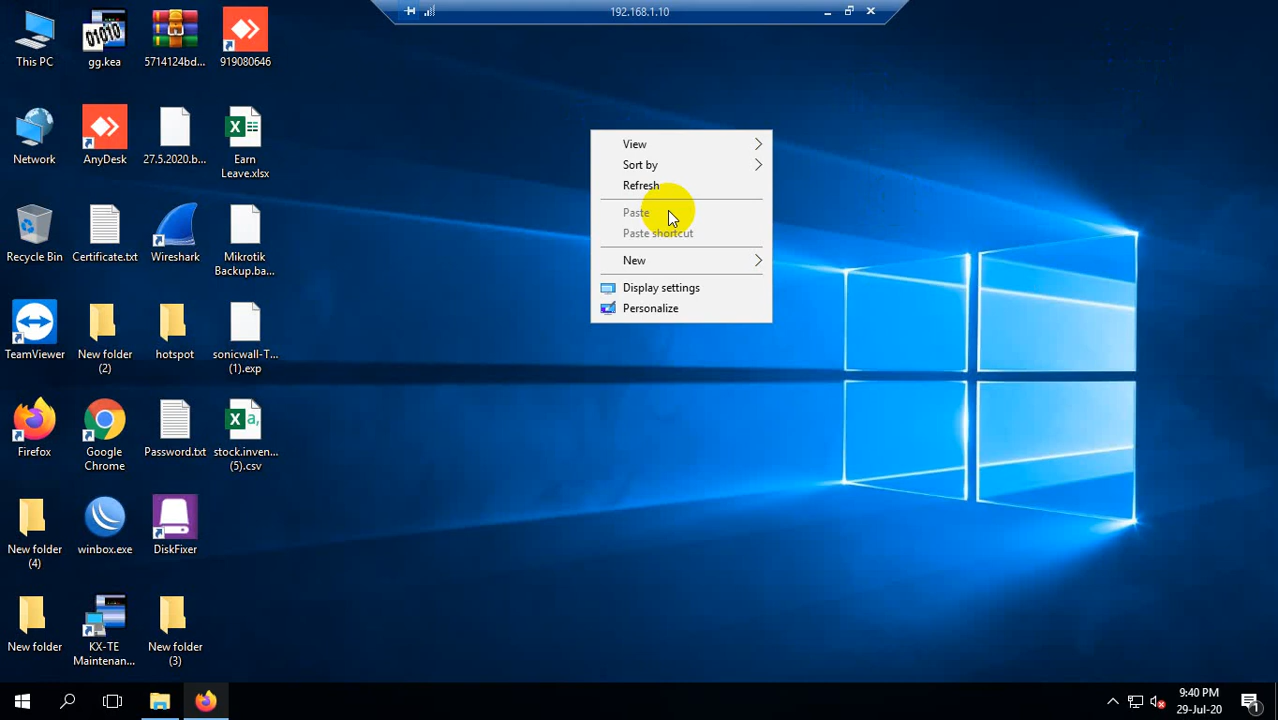 192.168.1.10
This PC
gg.kea
5714124bd...
919080646
Network
AnyDesk
27.5.2020.b...
Earn
Leave.xlsx
Recycle Bin
Certificate.txt
Wireshark
Mikrotik
Backup.ba...
TeamViewer
New folder
(2)
hotspot
sonicwall-T...
(1).exp
Firefox
Google
Chrome
Password.txt
stock.inven...
(5).csv
New folder
(4)
winbox.exe
DiskFixer
New folder
KX-TE
Maintenan...
New folder
(3)
View
Sort by
Refresh
Paste
Paste shortcut
New
Display settings
Personalize
01010
9:40 PM
29-Jul-20
1